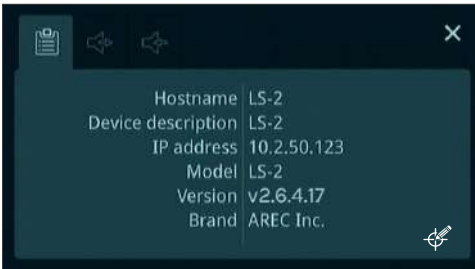 Hostname LS-2
Device description LS-2
IP address 10.2.50.123
Model LS-2
Version v2.6.4.17
Brand AREC Inc.